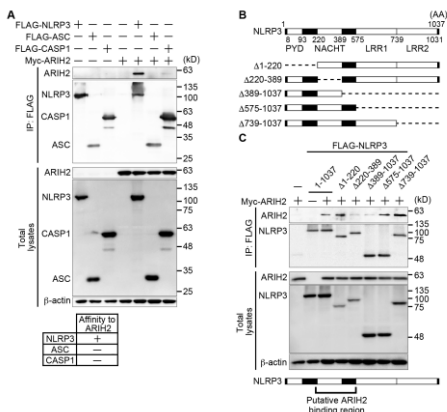 A
FLAG-NLRP3 + − − − + − −
FLAG-ASC
FLAG-CASP1
Myc-ARIH2
(kD)
IP: FLAG
ARIH2
63
NLRP3
135
100
CASP1
63
48
35
ASC
25
Total lysates
ARIH2
63
NLRP3
135
100
CASP1
63
48
35
ASC
25
β-actin
Affinity to
ARIH2
NLRP3 +
ASC −
CASP1 −
B
(AA)
1 1037
NLRP3
8 93 220 389 575 739 1031
PYD NACHT LRR1 LRR2
Δ1-220
Δ220-389
Δ389-1037
Δ575-1037
Δ739-1037
C
FLAG-NLRP3
− 1-1037 Δ1-220 Δ220-389 Δ389-1037 Δ575-1037 Δ739-1037
Myc-ARIH2 + − + + + + + +
(kD)
IP: FLAG
ARIH2
63
NLRP3
135
100
75
63
48
Total lysates
ARIH2
63
NLRP3
135
100
75
63
48
β-actin
NLRP3
Putative ARIH2
binding region